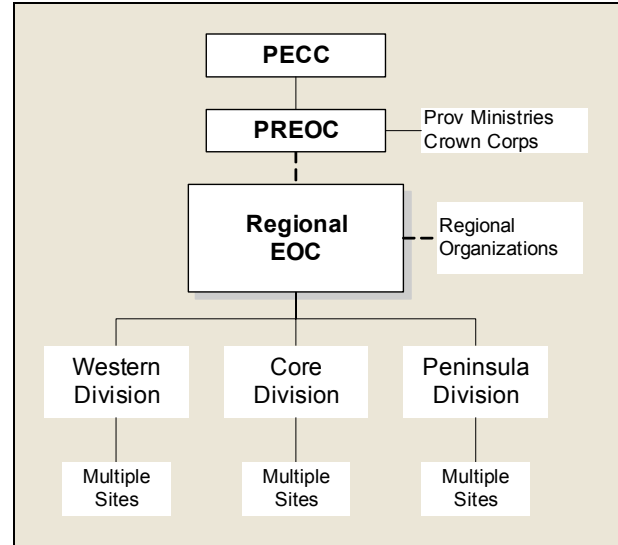 PECC
PREOC
Prov Ministries
Crown Corps
Regional
EOC
Regional
Organizations
Western
Division
Core
Division
Peninsula
Division
Multiple
Sites
Multiple
Sites
Multiple
Sites